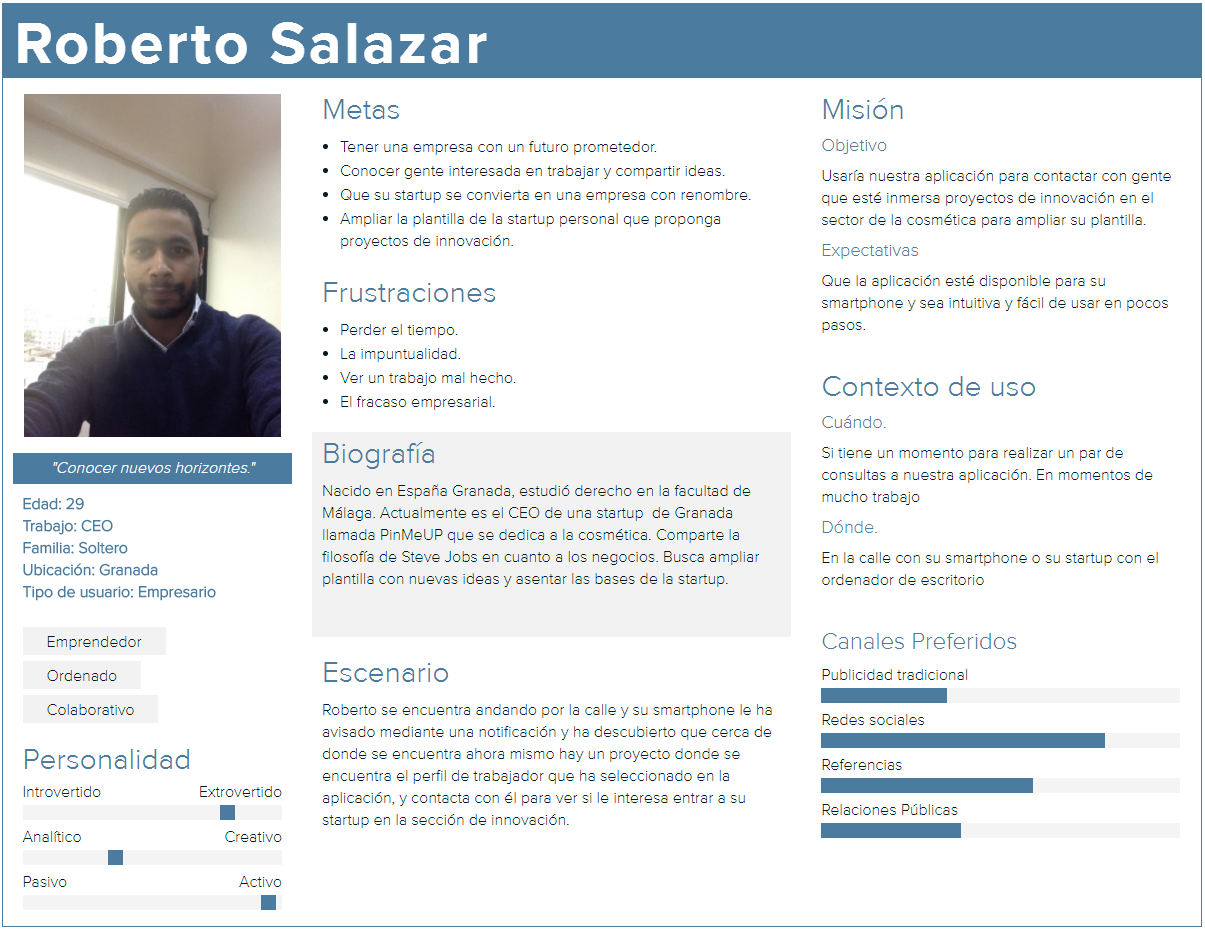 Roberto Salazar
"Conocer nuevos horizontes."
Edad: 29
Trabajo: CEO
Familia: Soltero
Ubicación: Granada
Tipo de usuario: Empresario
Emprendedor
Ordenado
Colaborativo
Personalidad
Introvertido Extrovertido
Analítico Creativo
Pasivo Activo
Metas
• Tener una empresa con un futuro prometedor.
• Conocer gente interesada en trabajar y compartir ideas.
• Que su startup se convierta en una empresa con renombre.
• Ampliar la plantilla de la startup personal que proponga
proyectos de innovación.
Frustraciones
• Perder el tiempo.
• La impuntualidad.
• Ver un trabajo mal hecho.
• El fracaso empresarial.
Biografía
Nacido en España Granada, estudió derecho en la facultad de
Málaga. Actualmente es el CEO de una startup de Granada
llamada PinMeUP que se dedica a la cosmética. Comparte la
filosofía de Steve Jobs en cuanto a los negocios. Busca ampliar
plantilla con nuevas ideas y asentar las bases de la startup.
Escenario
Roberto se encuentra andando por la calle y su smartphone le ha
avisado mediante una notificación y ha descubierto que cerca de
donde se encuentra ahora mismo hay un proyecto donde se
encuentra el perfil de trabajador que ha seleccionado en la
aplicación, y contacta con él para ver si le interesa entrar a su
startup en la sección de innovación.
Misión
Objetivo
Usaría nuestra aplicación para contactar con gente
que esté inmersa proyectos de innovación en el
sector de la cosmética para ampliar su plantilla.
Expectativas
Que la aplicación esté disponible para su
smartphone y sea intuitiva y fácil de usar en pocos
pasos.
Contexto de uso
Cuándo.
Si tiene un momento para realizar un par de
consultas a nuestra aplicación. En momentos de
mucho trabajo
Dónde.
En la calle con su smartphone o su startup con el
ordenador de escritorio
Canales Preferidos
Publicidad tradicional
Redes sociales
Referencias
Relaciones Públicas